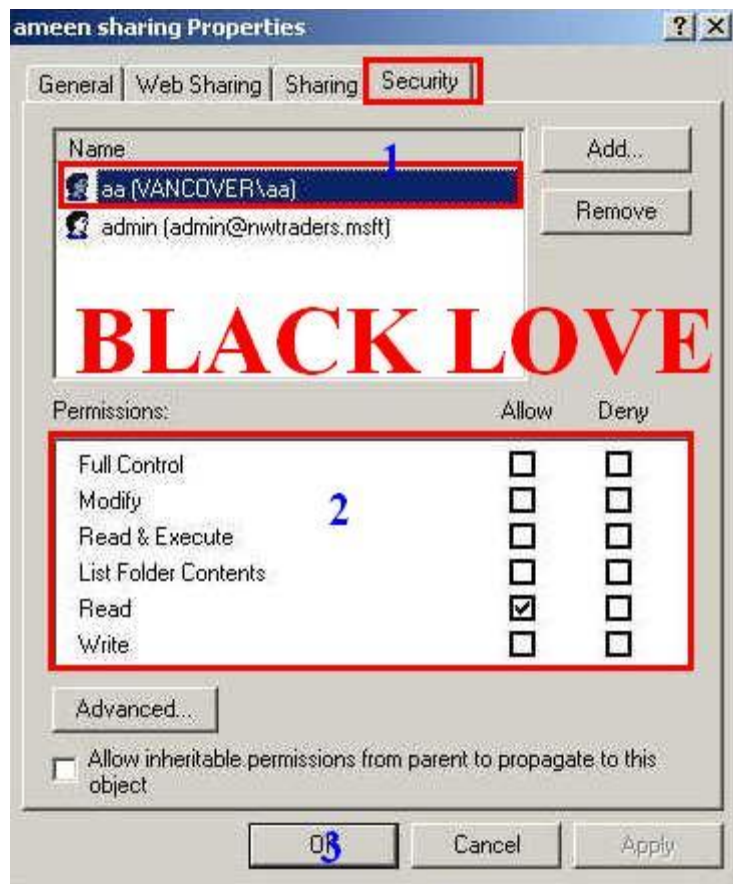 ameen sharing Properties
General Web Sharing Sharing Security
Name
1
Add...
aa (VANCOVER\aa)
Remove
admin (admin@nwtraders.msft)
BLACK LOVE
Permissions: Allow Deny
Full Control
Modify
2
Read & Execute
List Folder Contents
Read
Write
Advanced...
Allow inheritable permissions from parent to propagate to this
object
OK
3
Cancel
Apply